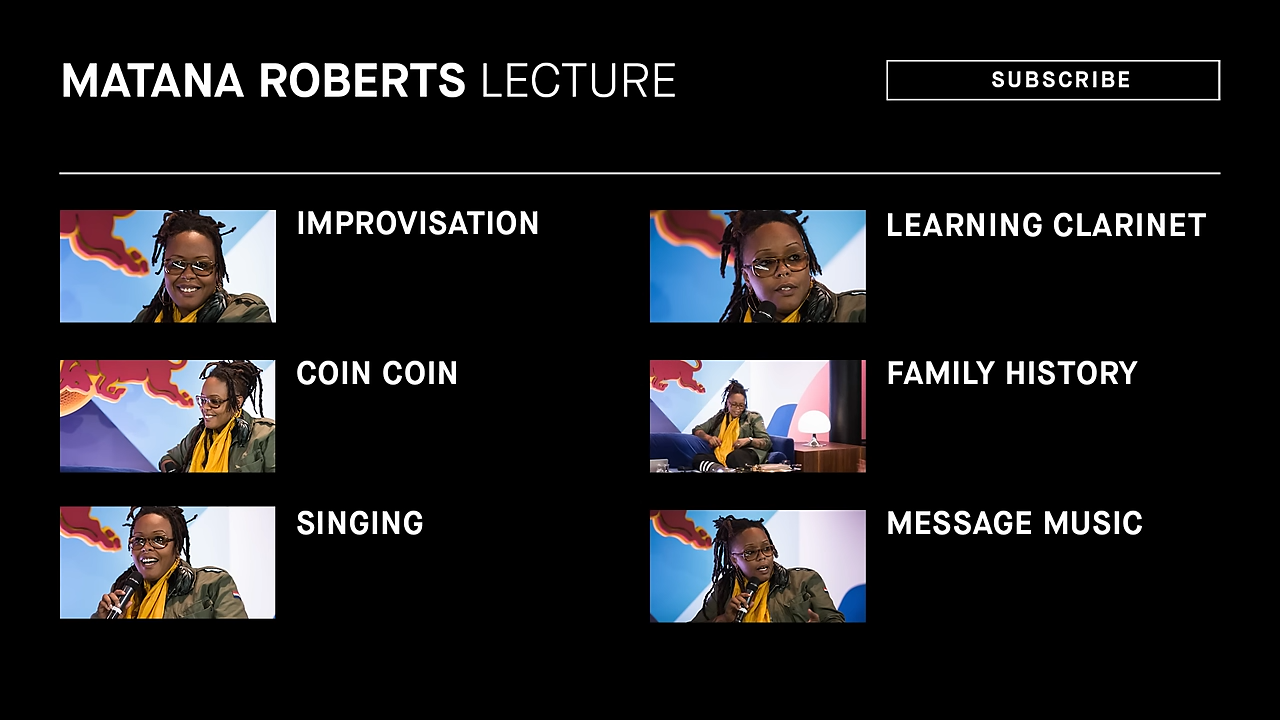 MATANA ROBERTS LECTURE
SUBSCRIBE
IMPROVISATION
LEARNING CLARINET
COIN COIN
FAMILY HISTORY
SINGING
MESSAGE MUSIC